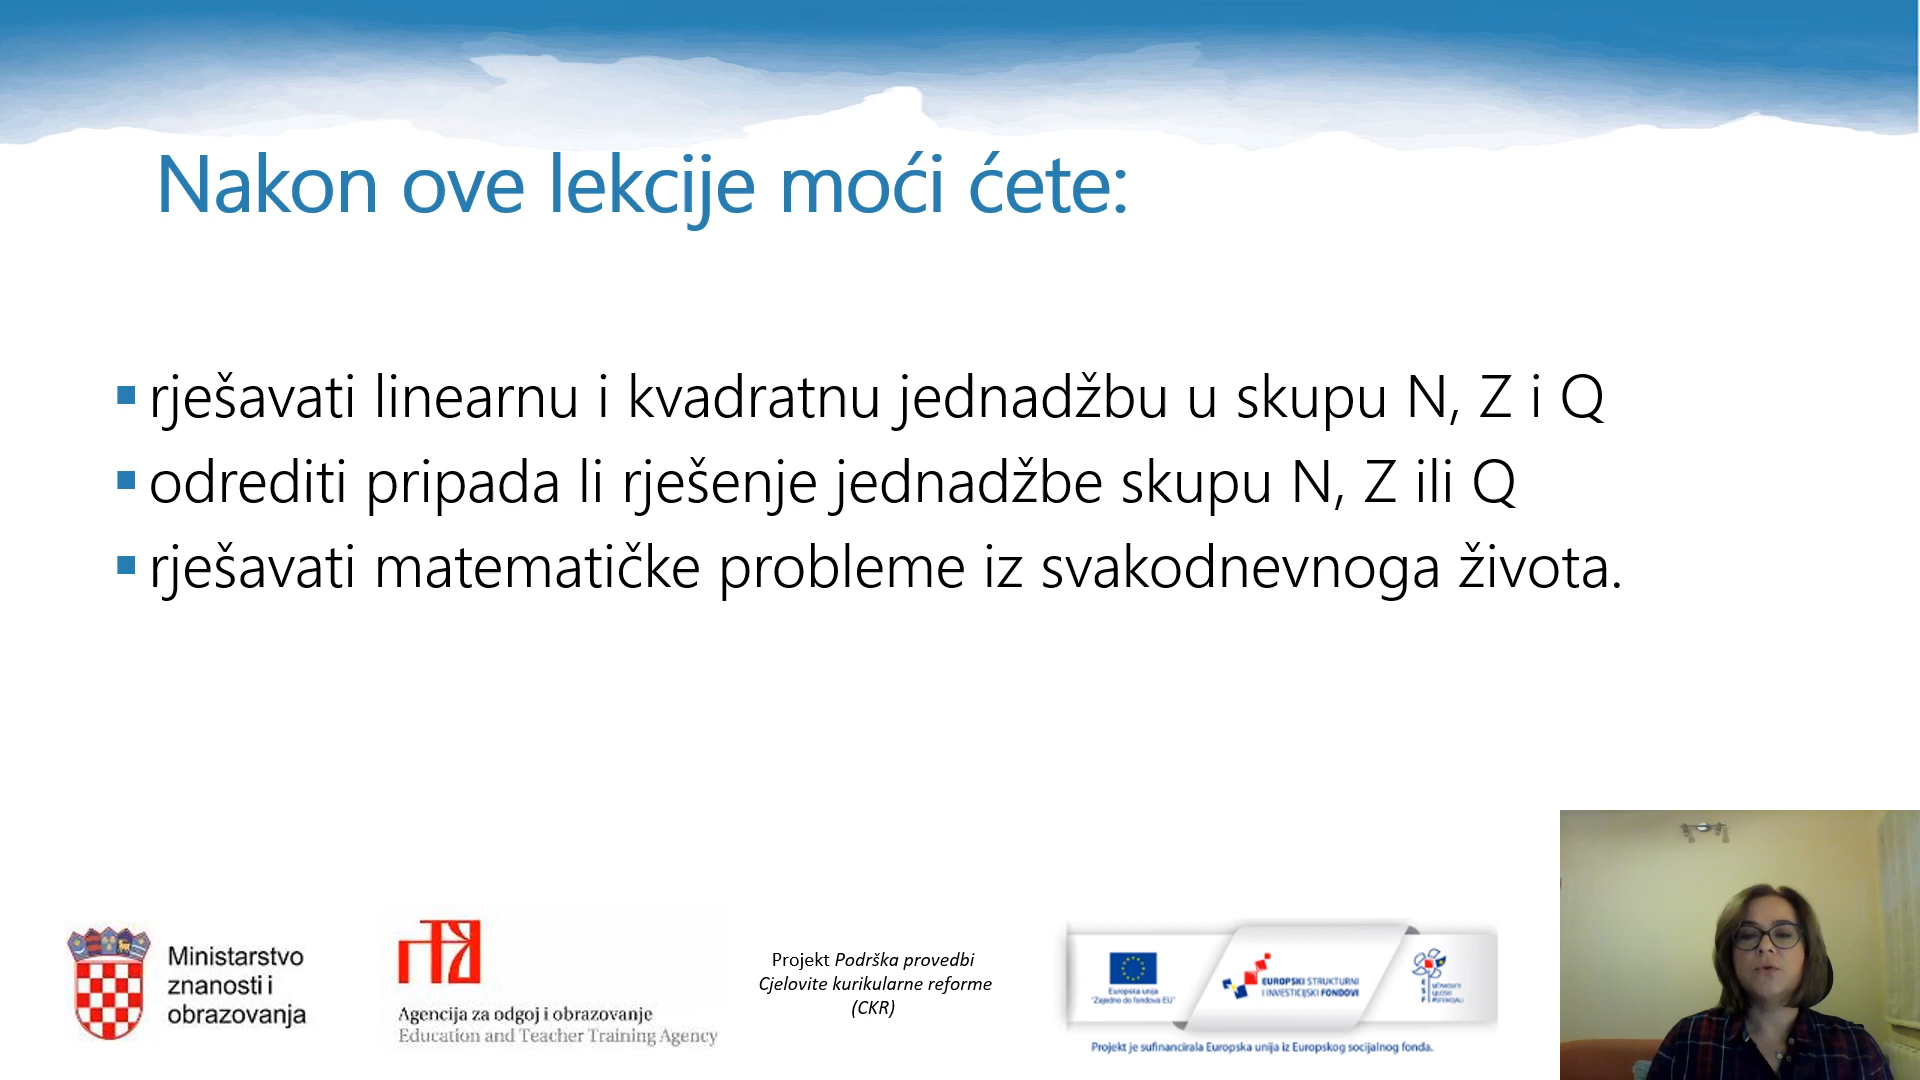 Nakon ove lekcije moći ćete:
rješavati linearnu i kvadratnu jednadžbu u skupu N, Z i Q
odrediti pripada li rješenje jednadžbe skupu N, Z ili Q
rješavati matematičke probleme iz svakodnevnoga života.
Ministarstvo
znanosti i
obrazovanja
Agencija za odgoj i obrazovanje
Education and Teacher Training Agency
Projekt Podrška provedbi
Cjelovite kurikularne reforme
(CKR)
Europska unija
"Zajedno do fondova EU"
EUROPSKI STRUKTURNI
I INVESTICIJSKI FONDOVI
Projekt je sufinancirala Europska unija iz Europskog socijalnog fonda.